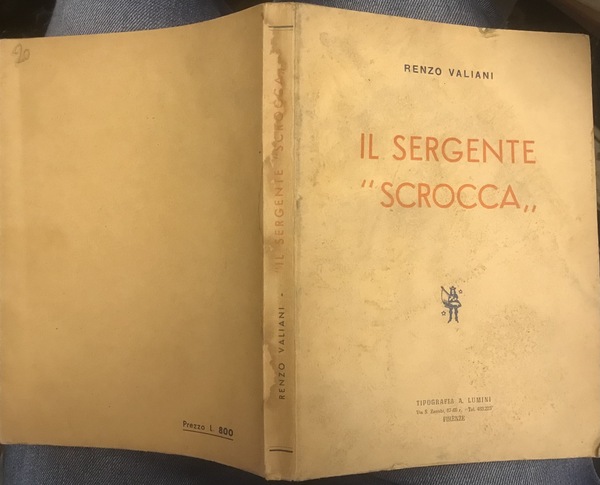 RENZO VALIANI
IL SERGENTE
"SCROCCA„
TIPOGRAFIA A. LUMINI
FIRENZE
RENZO VALIANI - "IL SERGENTE "SCROCCA
Prezzo L. 800
20